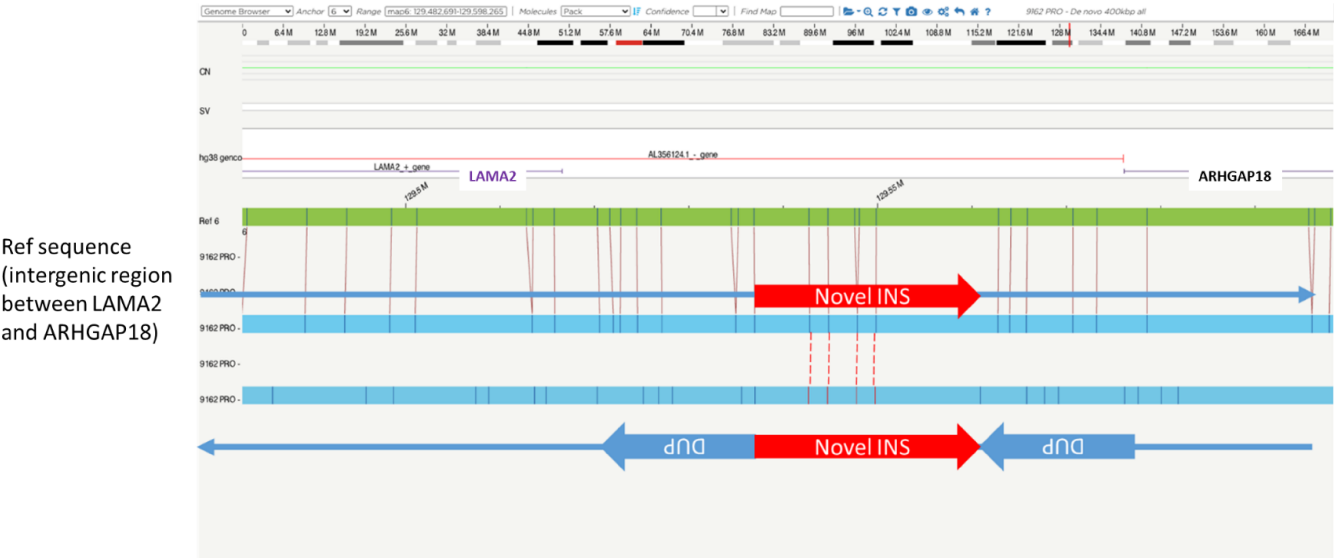 Genome Browser Anchor 6 Range map6: 129,482,691-129,598,265 | Molecules Pack | Confidence | Find Map 9162 PRO - De novo 400kbp all
0 6.4 M 12.8 M 19.2 M 25.6 M 32 M 38.4 M 44.8 M 51.2 M 57.6 M 64 M 70.4 M 76.8 M 83.2 M 89.6 M 96 M 102.4 M 108.8 M 115.2 M 121.6 M 128 M 134.4 M 140.8 M 147.2 M 153.6 M 160 M 166.4 M
CN
SV
hg38 genco
AL356124.1_-_gene
LAMA2_+_gene
LAMA2
ARHGAP18
129.5 M
129.55 M
Ref 6
6
Ref sequence
(intergenic region
between LAMA2
and ARHGAP18)
9162 PRO -
Novel INS
9162 PRO -
9162 PRO -
9162 PRO -
DUP
Novel INS
DUP